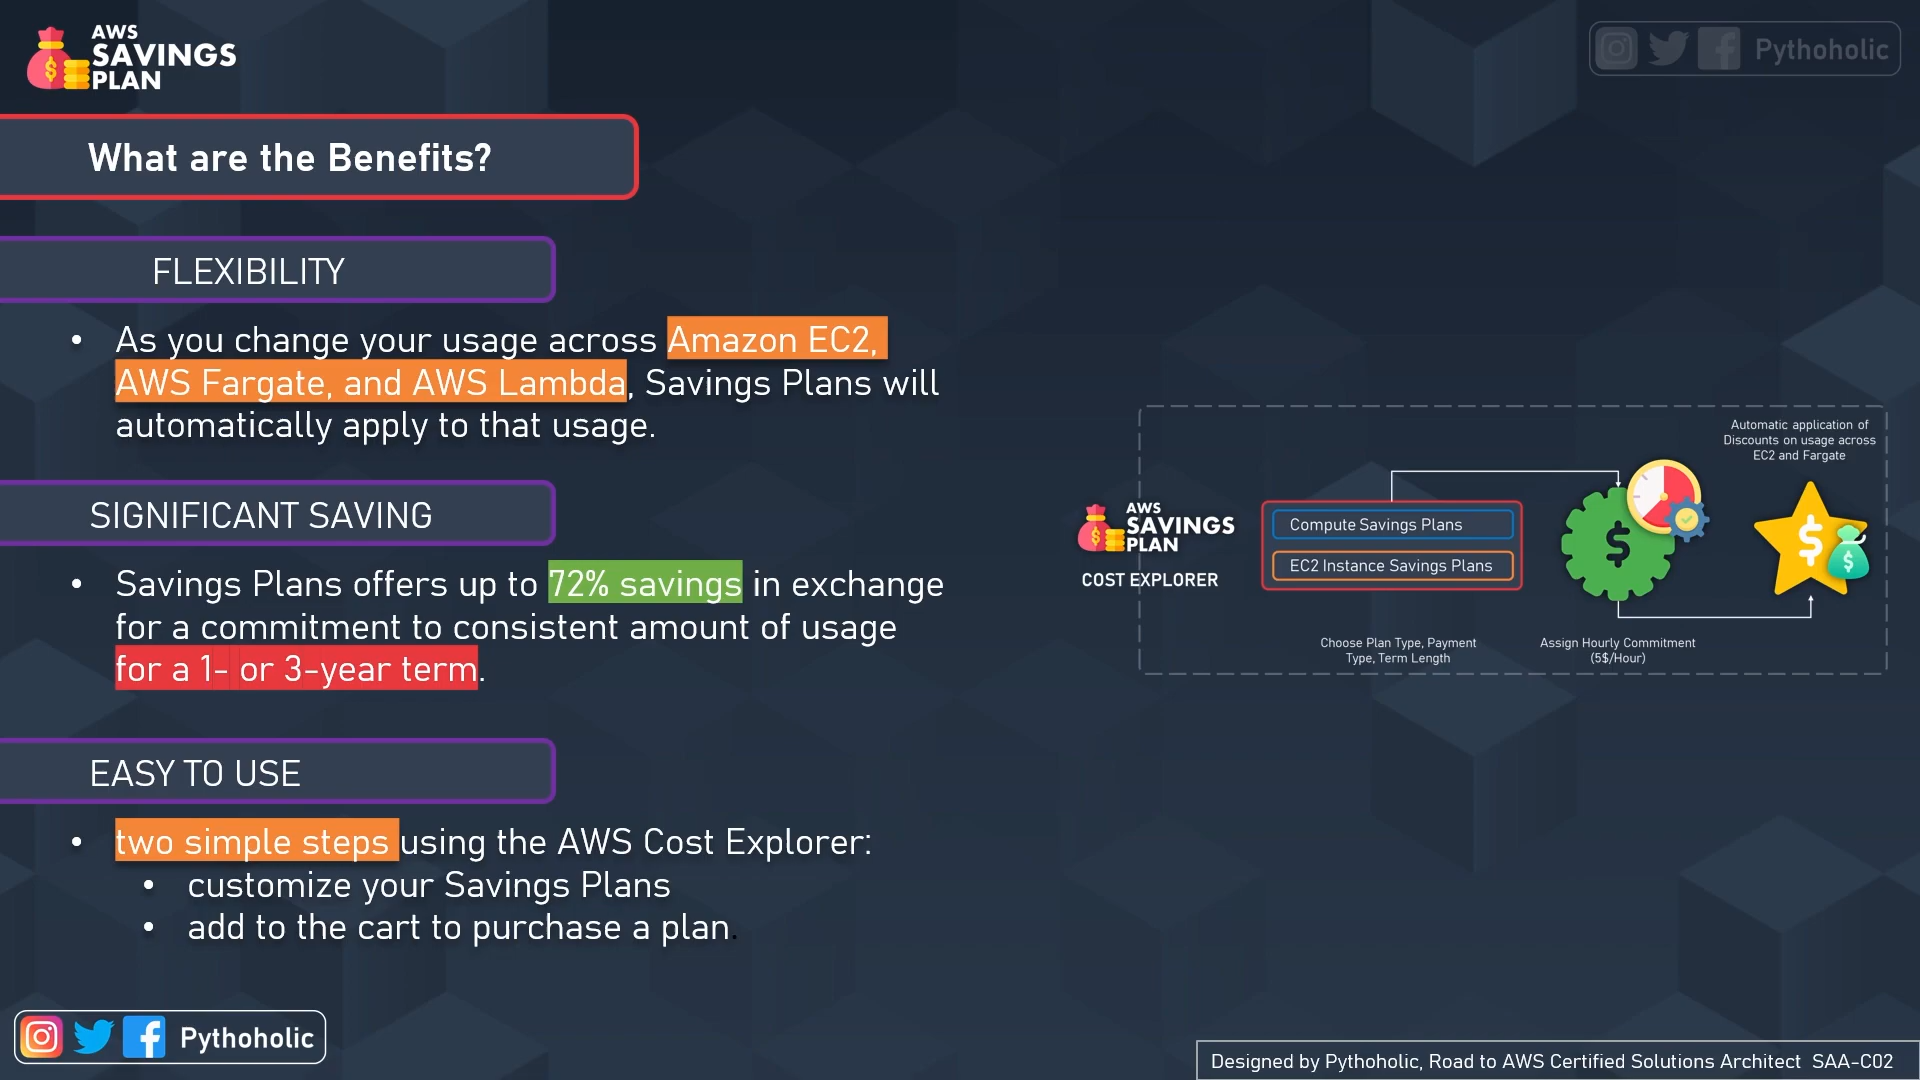 AWS
SAVINGS
PLAN
Pythoholic
What are the Benefits?
FLEXIBILITY
• As you change your usage across Amazon EC2,
AWS Fargate, and AWS Lambda, Savings Plans will
automatically apply to that usage.
SIGNIFICANT SAVING
• Savings Plans offers up to 72% savings in exchange
for a commitment to consistent amount of usage
for a 1- or 3-year term.
EASY TO USE
• two simple steps using the AWS Cost Explorer:
• customize your Savings Plans
• add to the cart to purchase a plan.
AWS
SAVINGS
PLAN
COST EXPLORER
Compute Savings Plans
EC2 Instance Savings Plans
Choose Plan Type, Payment
Type, Term Length
Assign Hourly Commitment
(5$/Hour)
Automatic application of
Discounts on usage across
EC2 and Fargate
Pythoholic
Designed by Pythoholic, Road to AWS Certified Solutions Architect SAA-C02